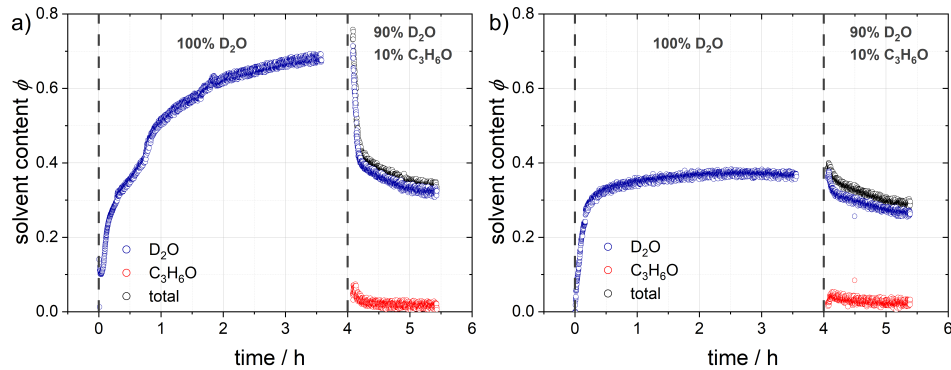 a)
100% D₂O
90% D₂O
10% C₃H₆O
solvent content ϕ
0.8
0.6
0.4
0.2
0.0
D₂O
C₃H₆O
total
0 1 2 3 4 5 6
time / h
b)
100% D₂O
90% D₂O
10% C₃H₆O
solvent content ϕ
0.8
0.6
0.4
0.2
0.0
D₂O
C₃H₆O
total
0 1 2 3 4 5 6
time / h